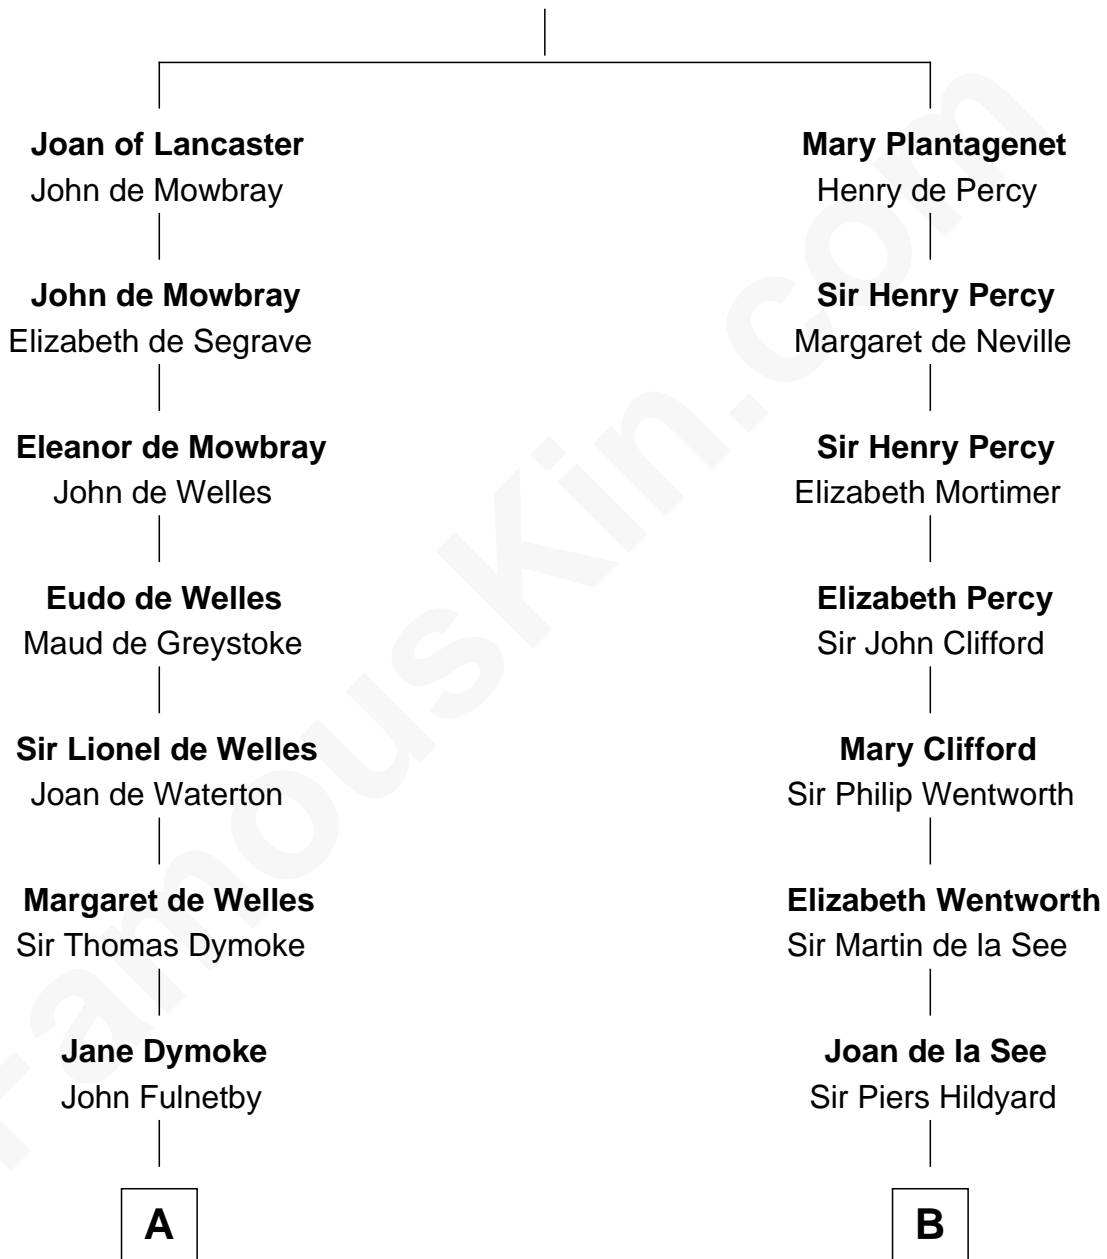 Joan of Lancaster
John de Mowbray
John de Mowbray
Elizabeth de Segrave
Eleanor de Mowbray
John de Welles
Eudo de Welles
Maud de Greystoke
Sir Lionel de Welles
Joan de Waterton
Margaret de Welles
Sir Thomas Dymoke
Jane Dymoke
John Fulnetby
A
Mary Plantagenet
Henry de Percy
Sir Henry Percy
Margaret de Neville
Sir Henry Percy
Elizabeth Mortimer
Elizabeth Percy
Sir John Clifford
Mary Clifford
Sir Philip Wentworth
Elizabeth Wentworth
Sir Martin de la See
Joan de la See
Sir Piers Hildyard
B
FamousKin.com